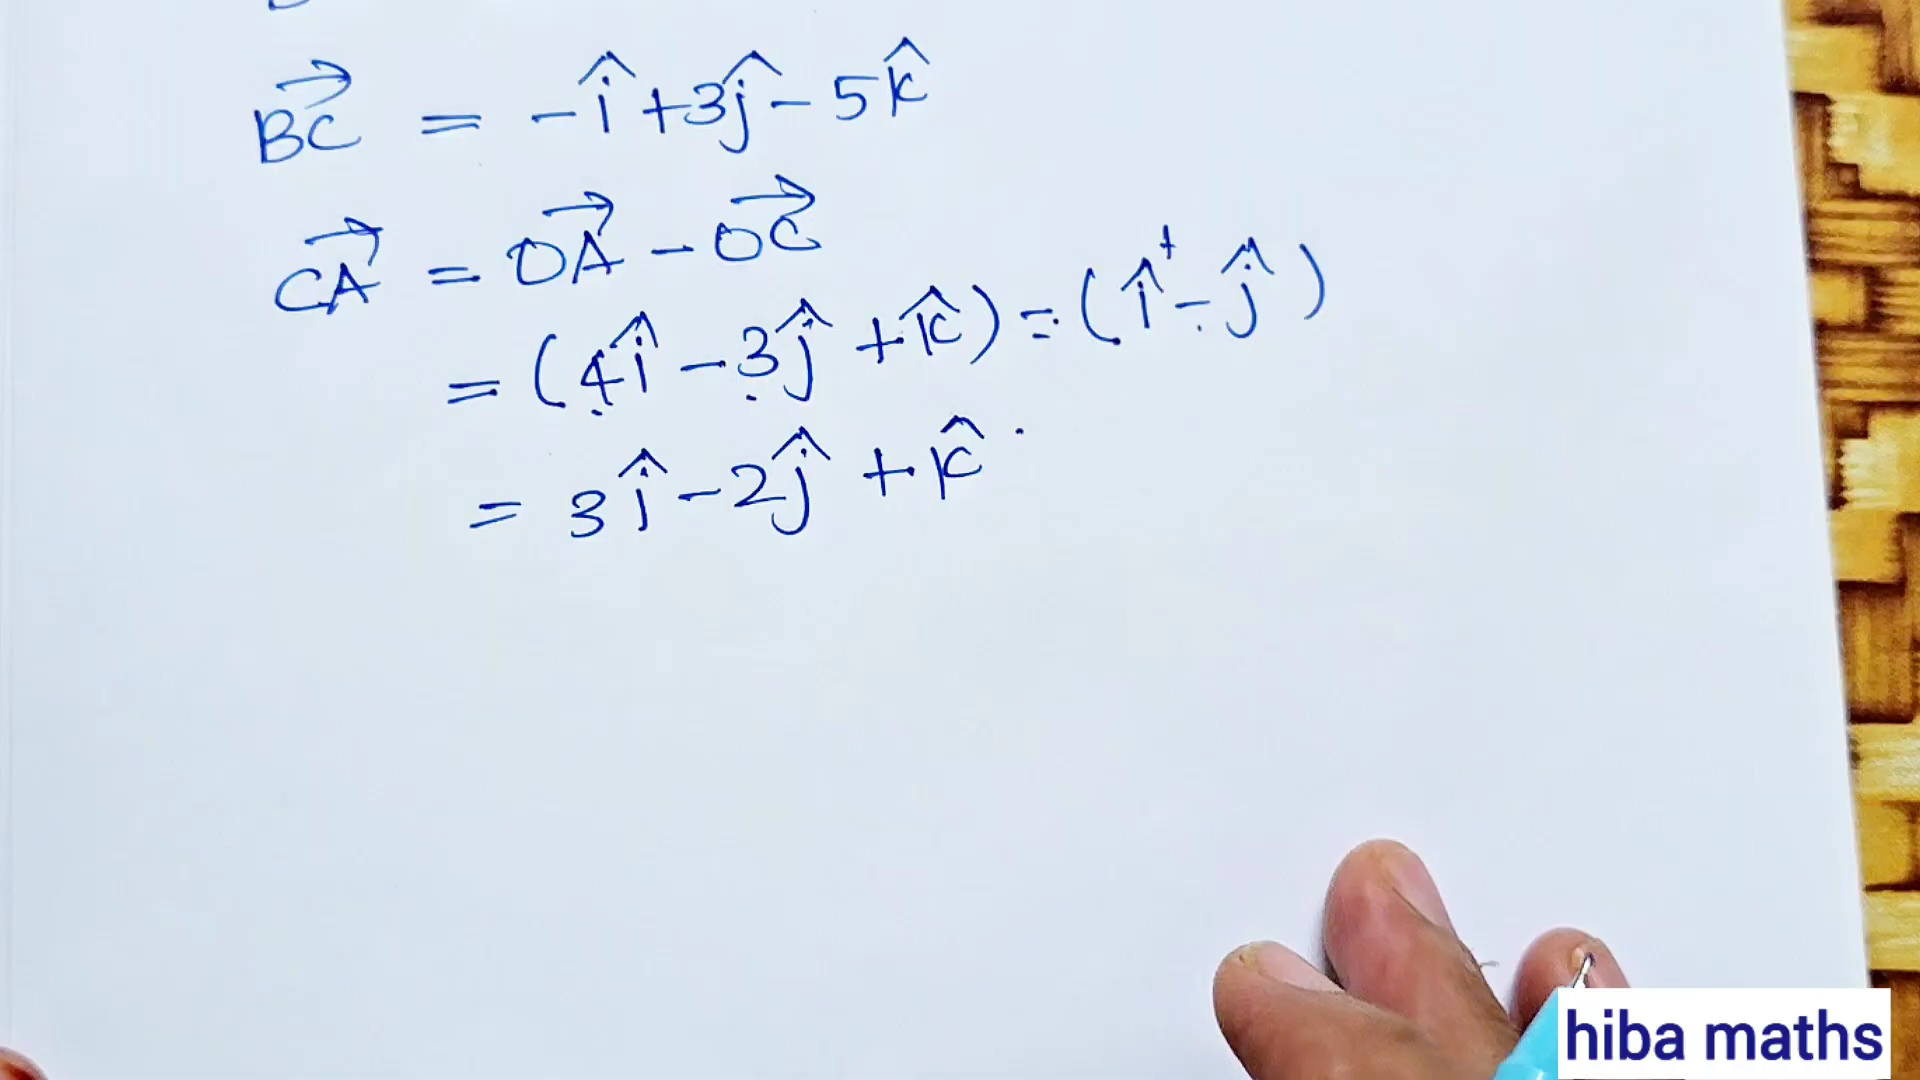 BC⃗ = -î + 3ĵ - 5k̂
CA⃗ = OA⃗ - OC⃗
= (4î - 3ĵ + k̂) - (î - ĵ)
+
= 3î - 2ĵ + k̂
hiba maths